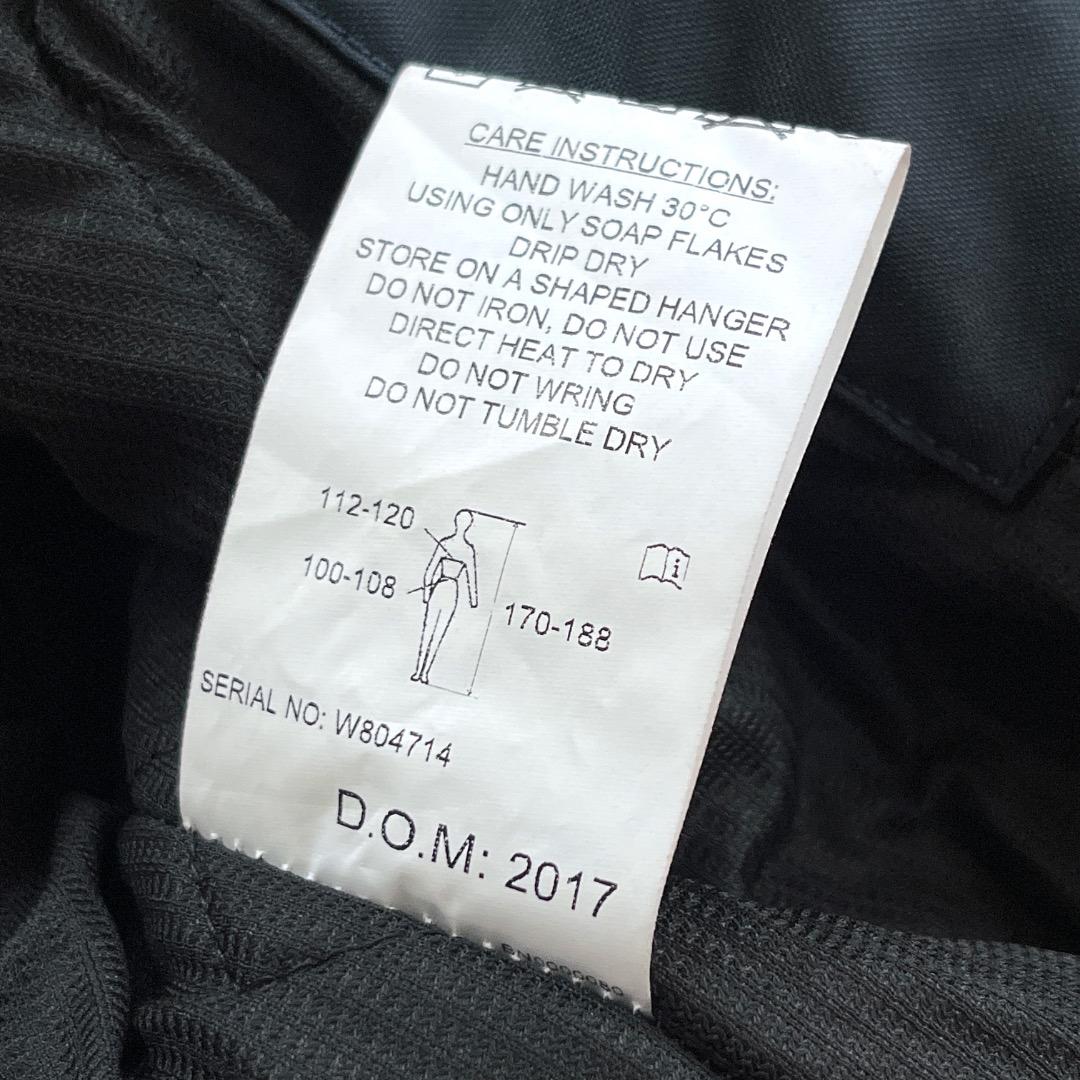 CARE INSTRUCTIONS:
HAND WASH 30°C
USING ONLY SOAP FLAKES
DRIP DRY
STORE ON A SHAPED HANGER
DO NOT IRON, DO NOT USE
DIRECT HEAT TO DRY
DO NOT WRING
DO NOT TUMBLE DRY
112-120
100-108
170-188
i
SERIAL NO: W804714
D.O.M: 2017